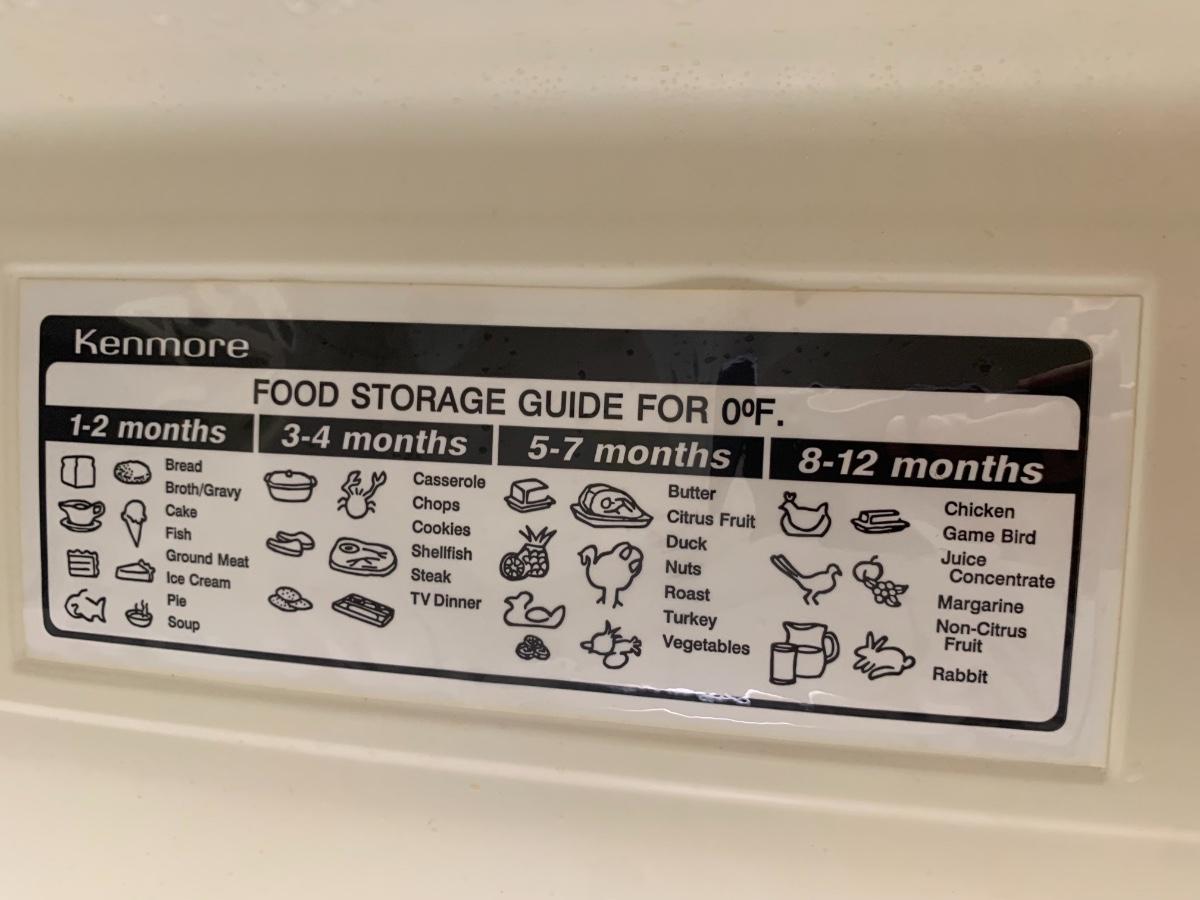 Kenmore
FOOD STORAGE GUIDE FOR 0ºF.
1-2 months
Bread
Broth/Gravy
Cake
Fish
Ground Meat
Ice Cream
Pie
Soup
3-4 months
Casserole
Chops
Cookies
Shellfish
Steak
TV Dinner
5-7 months
Butter
Citrus Fruit
Duck
Nuts
Roast
Turkey
Vegetables
8-12 months
Chicken
Game Bird
Juice
Concentrate
Margarine
Non-Citrus
Fruit
Rabbit